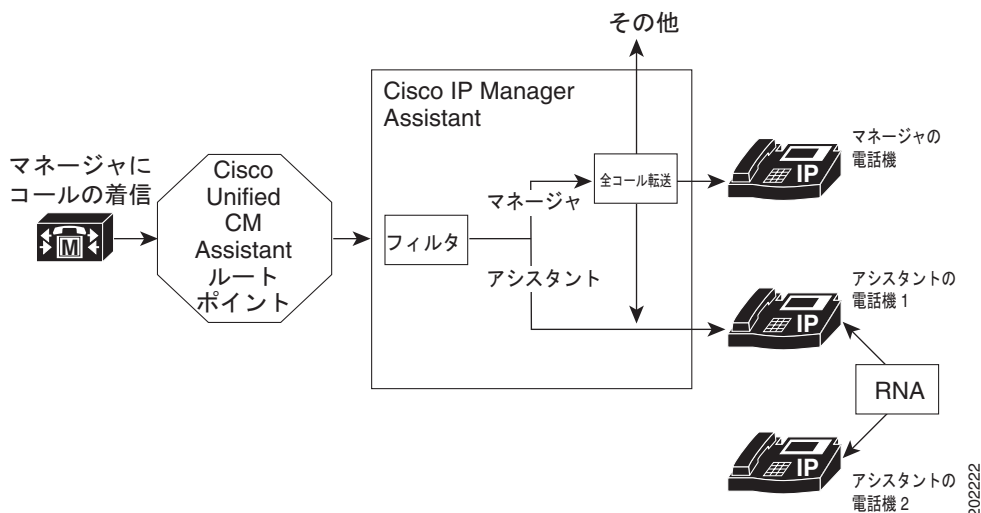 その他
Cisco IP Manager
Assistant
マネージャに
コールの着信
M
Cisco
Unified
CM
Assistant
ルート
ポイント
フィルタ
マネージャ
アシスタント
全コール転送
IP
マネージャの
電話機
IP
アシスタントの
電話機 1
RNA
IP
アシスタントの
電話機 2
202222